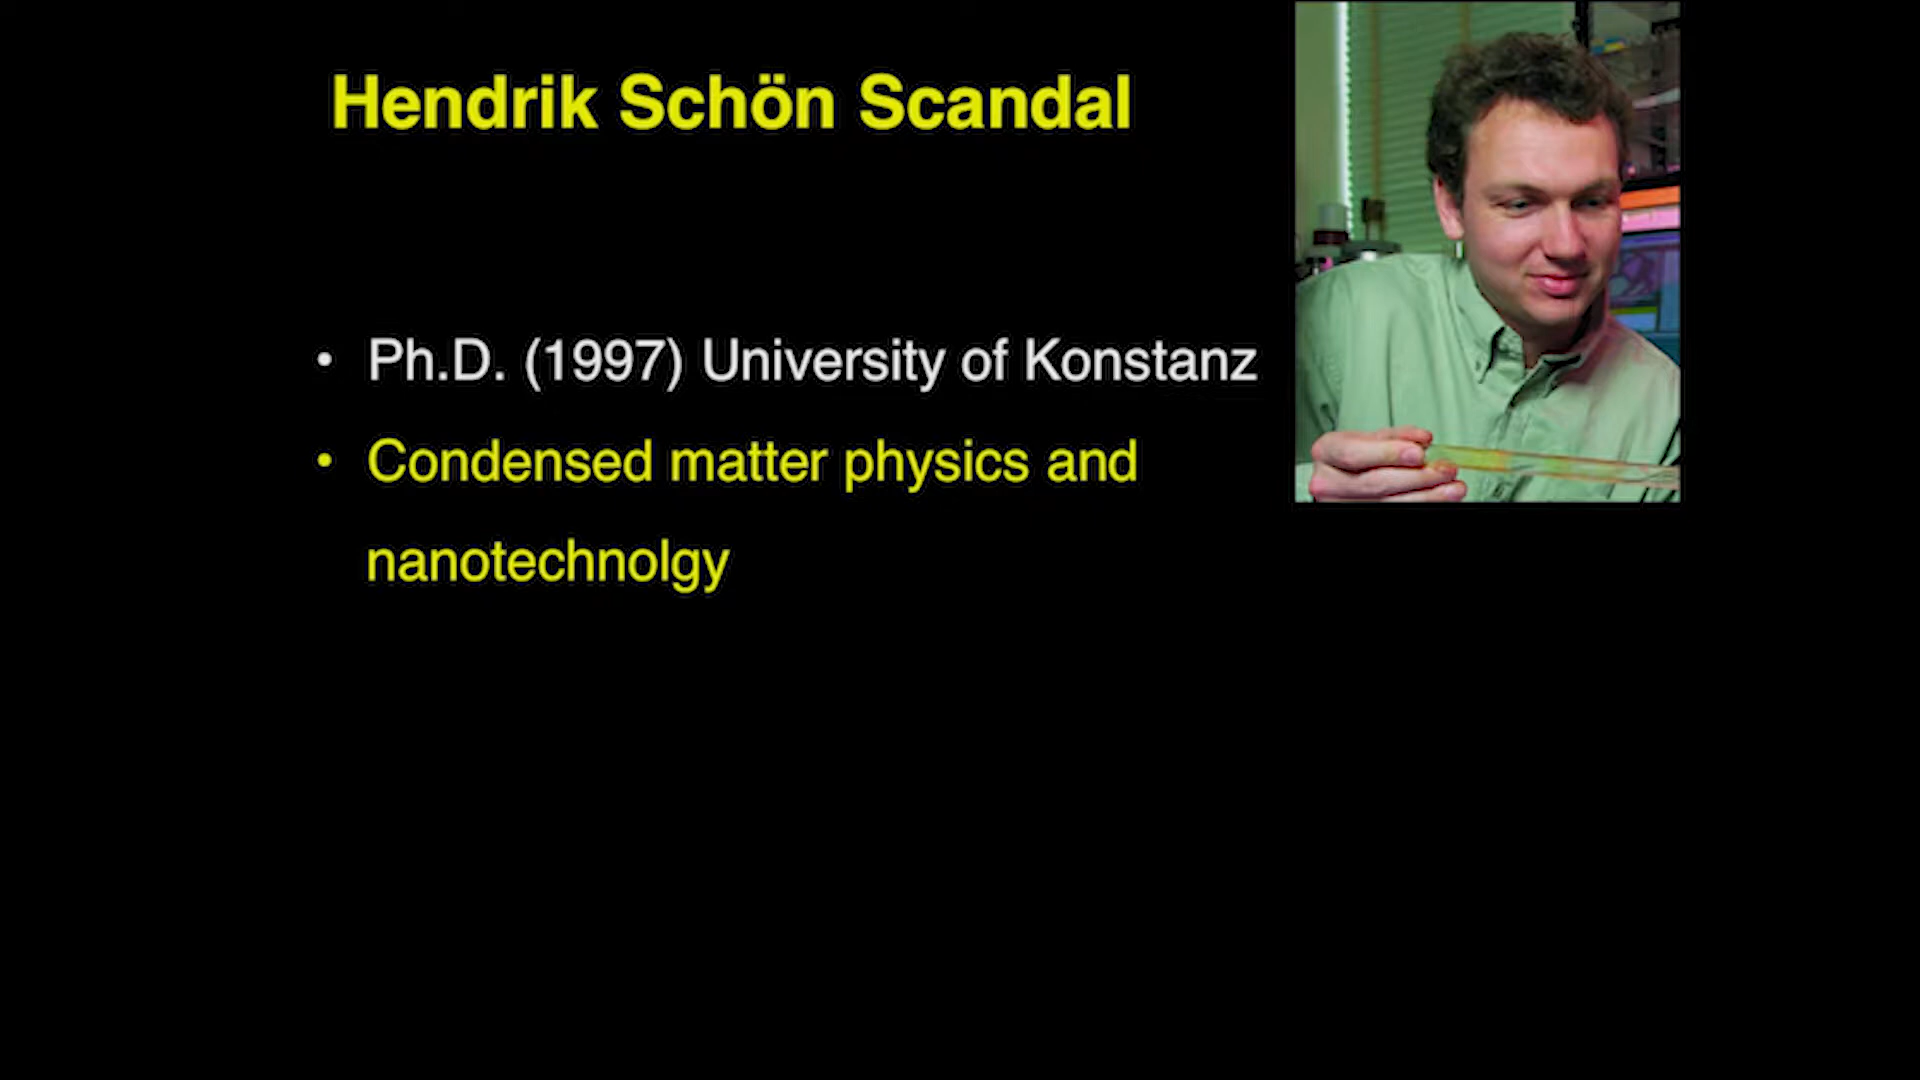 Hendrik Schön Scandal
• Ph.D. (1997) University of Konstanz
• Condensed matter physics and
nanotechnolgy